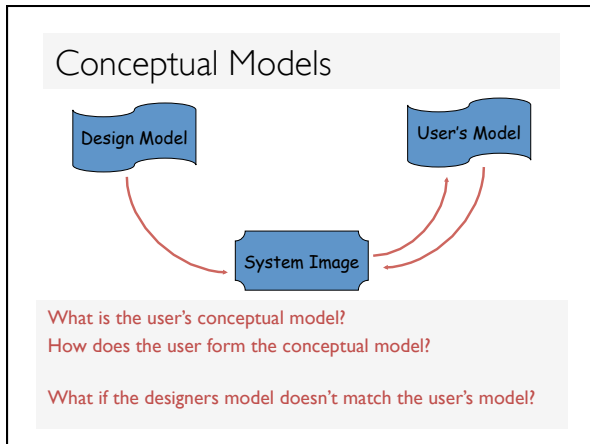 Conceptual Models
Design Model
User's Model
System Image
What is the user's conceptual model?
How does the user form the conceptual model?
What if the designers model doesn't match the user's model?